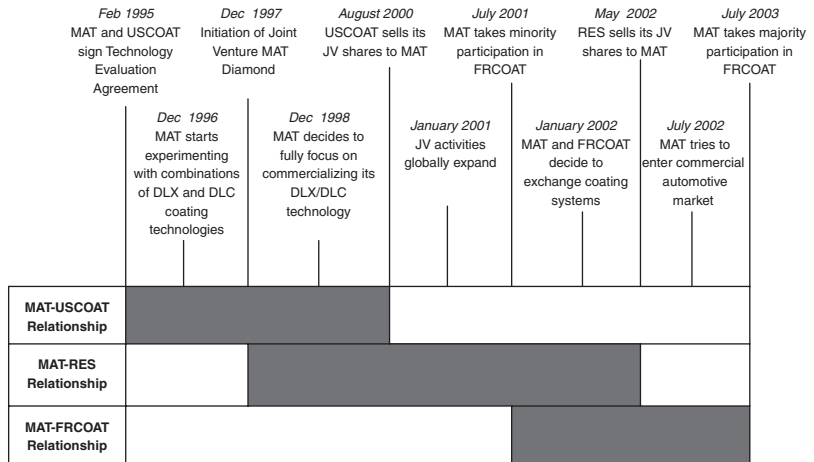 Feb 1995
MAT and USCOAT
sign Technology
Evaluation
Agreement
Dec 1997
Initiation of Joint
Venture MAT
Diamond
August 2000
USCOAT sells its
JV shares to MAT
July 2001
MAT takes minority
participation in
FRCOAT
May 2002
RES sells its JV
shares to MAT
July 2003
MAT takes majority
participation in
FRCOAT
Dec 1996
MAT starts
experimenting
with combinations
of DLX and DLC
coating
technologies
Dec 1998
MAT decides to
fully focus on
commercializing its
DLX/DLC
technology
January 2001
JV activities
globally expand
January 2002
MAT and FRCOAT
decide to
exchange coating
systems
July 2002
MAT tries to
enter commercial
automotive
market
MAT-USCOAT
Relationship
MAT-RES
Relationship
MAT-FRCOAT
Relationship